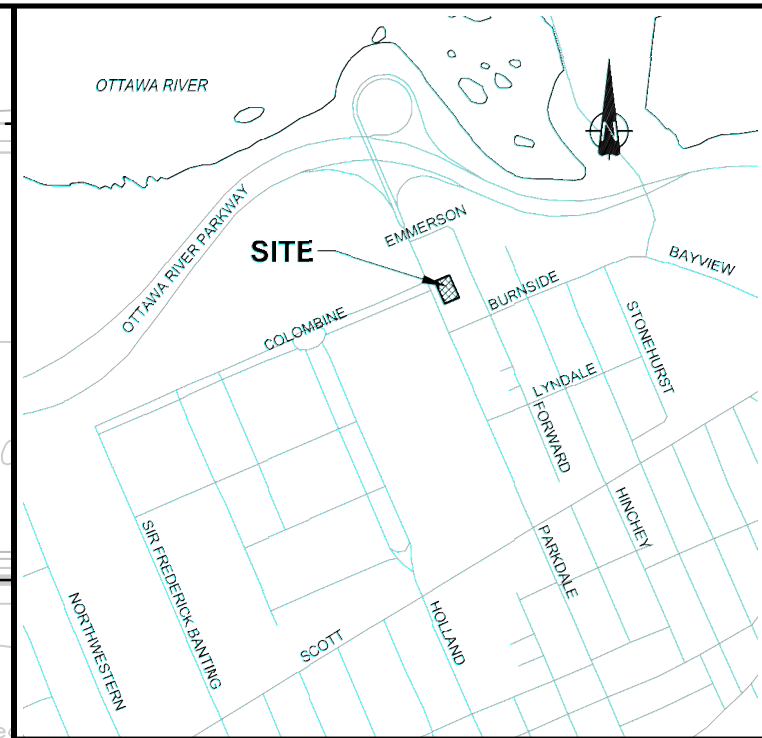 OTTAWA RIVER
N
OTTAWA RIVER PARKWAY
EMMERSON
SITE
BAYVIEW
BURNSIDE
COLOMBINE
STONEHURST
LYNDALE
FORWARD
HINCHEY
SIR FREDERICK BANTING
PARKDALE
NORTHWESTERN
HOLLAND
SCOTT